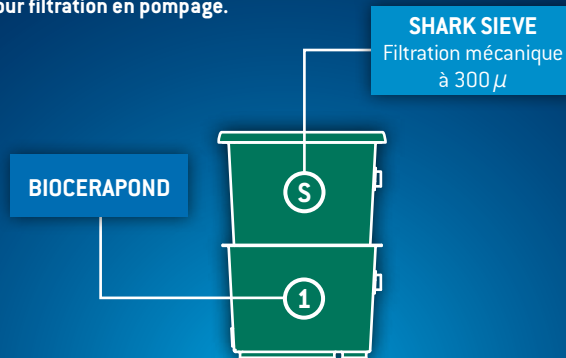 our filtration en pompage.
SHARK SIEVE
Filtration mécanique
à 300 μ
BIOCERAPOND
S
1